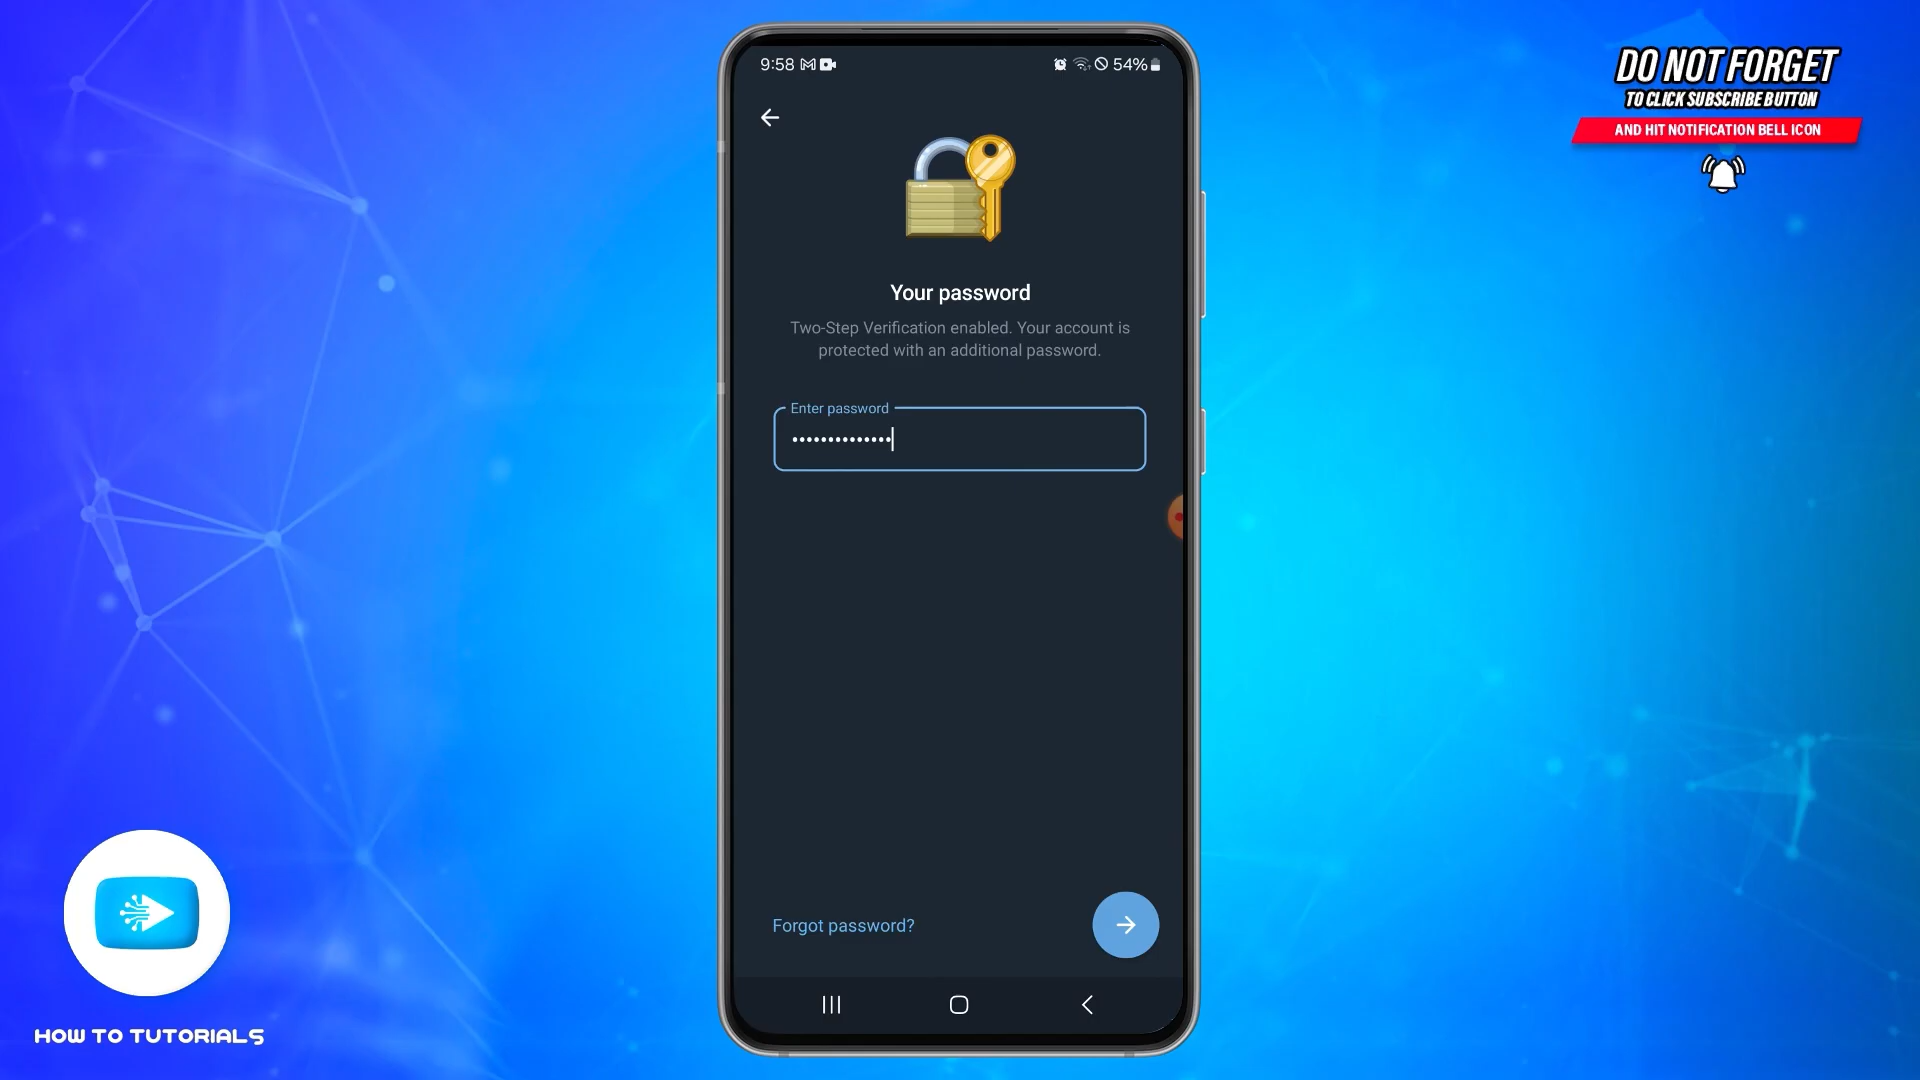 DO NOT FORGET
TO CLICK SUBSCRIBE BUTTON
AND HIT NOTIFICATION BELL ICON
9:58
54%
Your password
Two-Step Verification enabled. Your account is
protected with an additional password.
Enter password
••••••••••••••
Forgot password?
HOW TO TUTORIALS